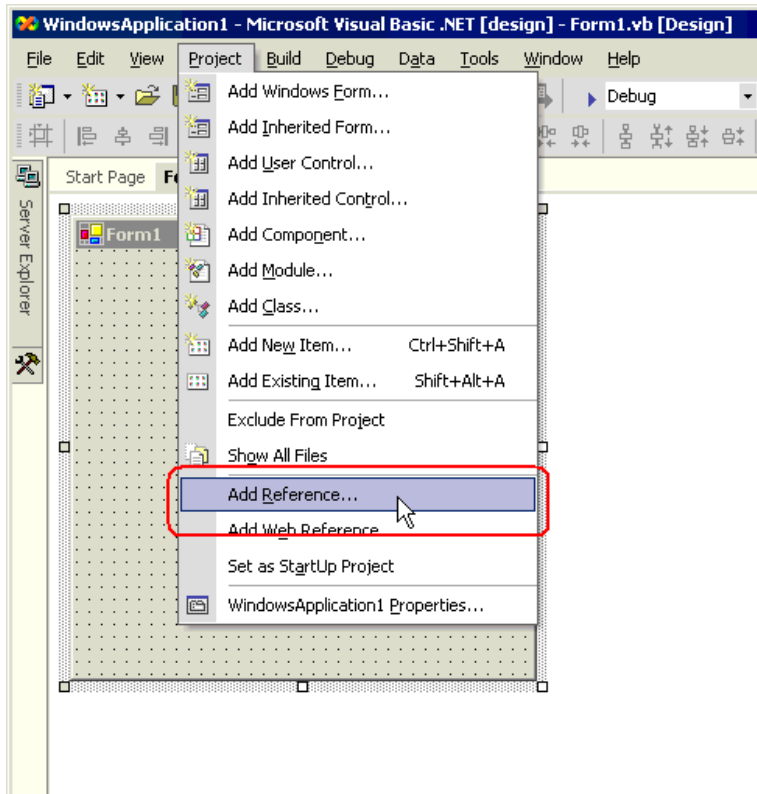 WindowsApplication1 - Microsoft Visual Basic .NET [design] - Form1.vb [Design]
File Edit View Project Build Debug Data Tools Window Help
Debug
Start Page
Server Explorer
Form1
Add Windows Form...
Add Inherited Form...
Add User Control...
Add Inherited Control...
Add Component...
Add Module...
Add Class...
Add New Item... Ctrl+Shift+A
Add Existing Item... Shift+Alt+A
Exclude From Project
Show All Files
Add Reference...
Add Web Reference
Set as StartUp Project
WindowsApplication1 Properties...